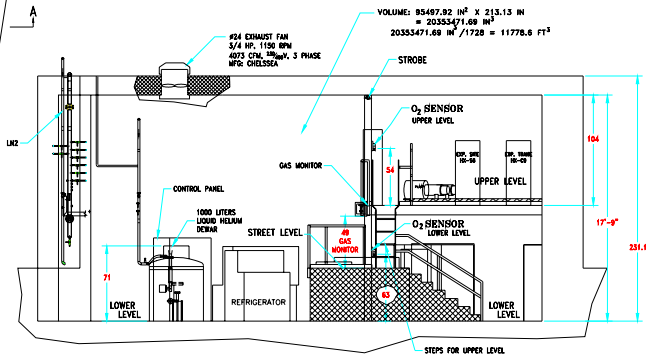 A
VOLUME: 95497.92 IN² X 213.13 IN
= 20353471.69 IN³
20353471.69 IN³/1728 = 11778.6 FT³
#24 EXHAUST FAN
3/4 HP, 1150 RPM
4073 CFM, V, 3 PHASE
MFG: CHELSSEA
STROBE
O₂ SENSOR
UPPER LEVEL
LN2
GAS MONITOR
54
104
UPPER LEVEL
CONTROL PANEL
1000 LITERS
LIQUID HELIUM
DEWAR
STREET LEVEL
49
GAS
MONITOR
O₂ SENSOR
LOWER LEVEL
17'-9"
231.1
71
63
LOWER
LEVEL
REFRIGERATOR
LOWER
LEVEL
STEPS FOR UPPER LEVEL